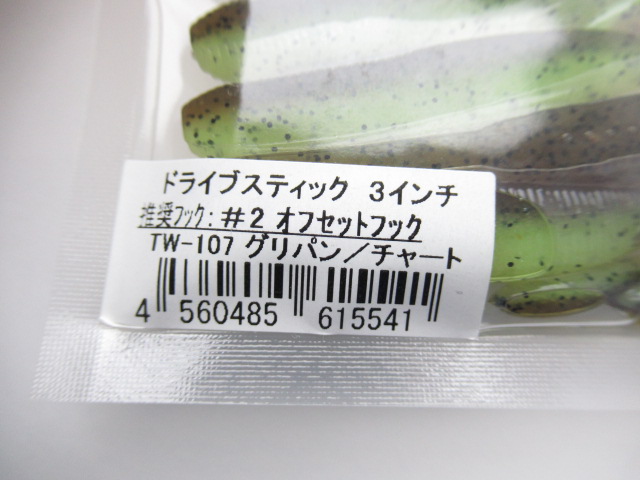 ドライブスティック 3インチ
推奨フック: #2 オフセットフック
TW-107 グリパン／チャート
4 560485 615541